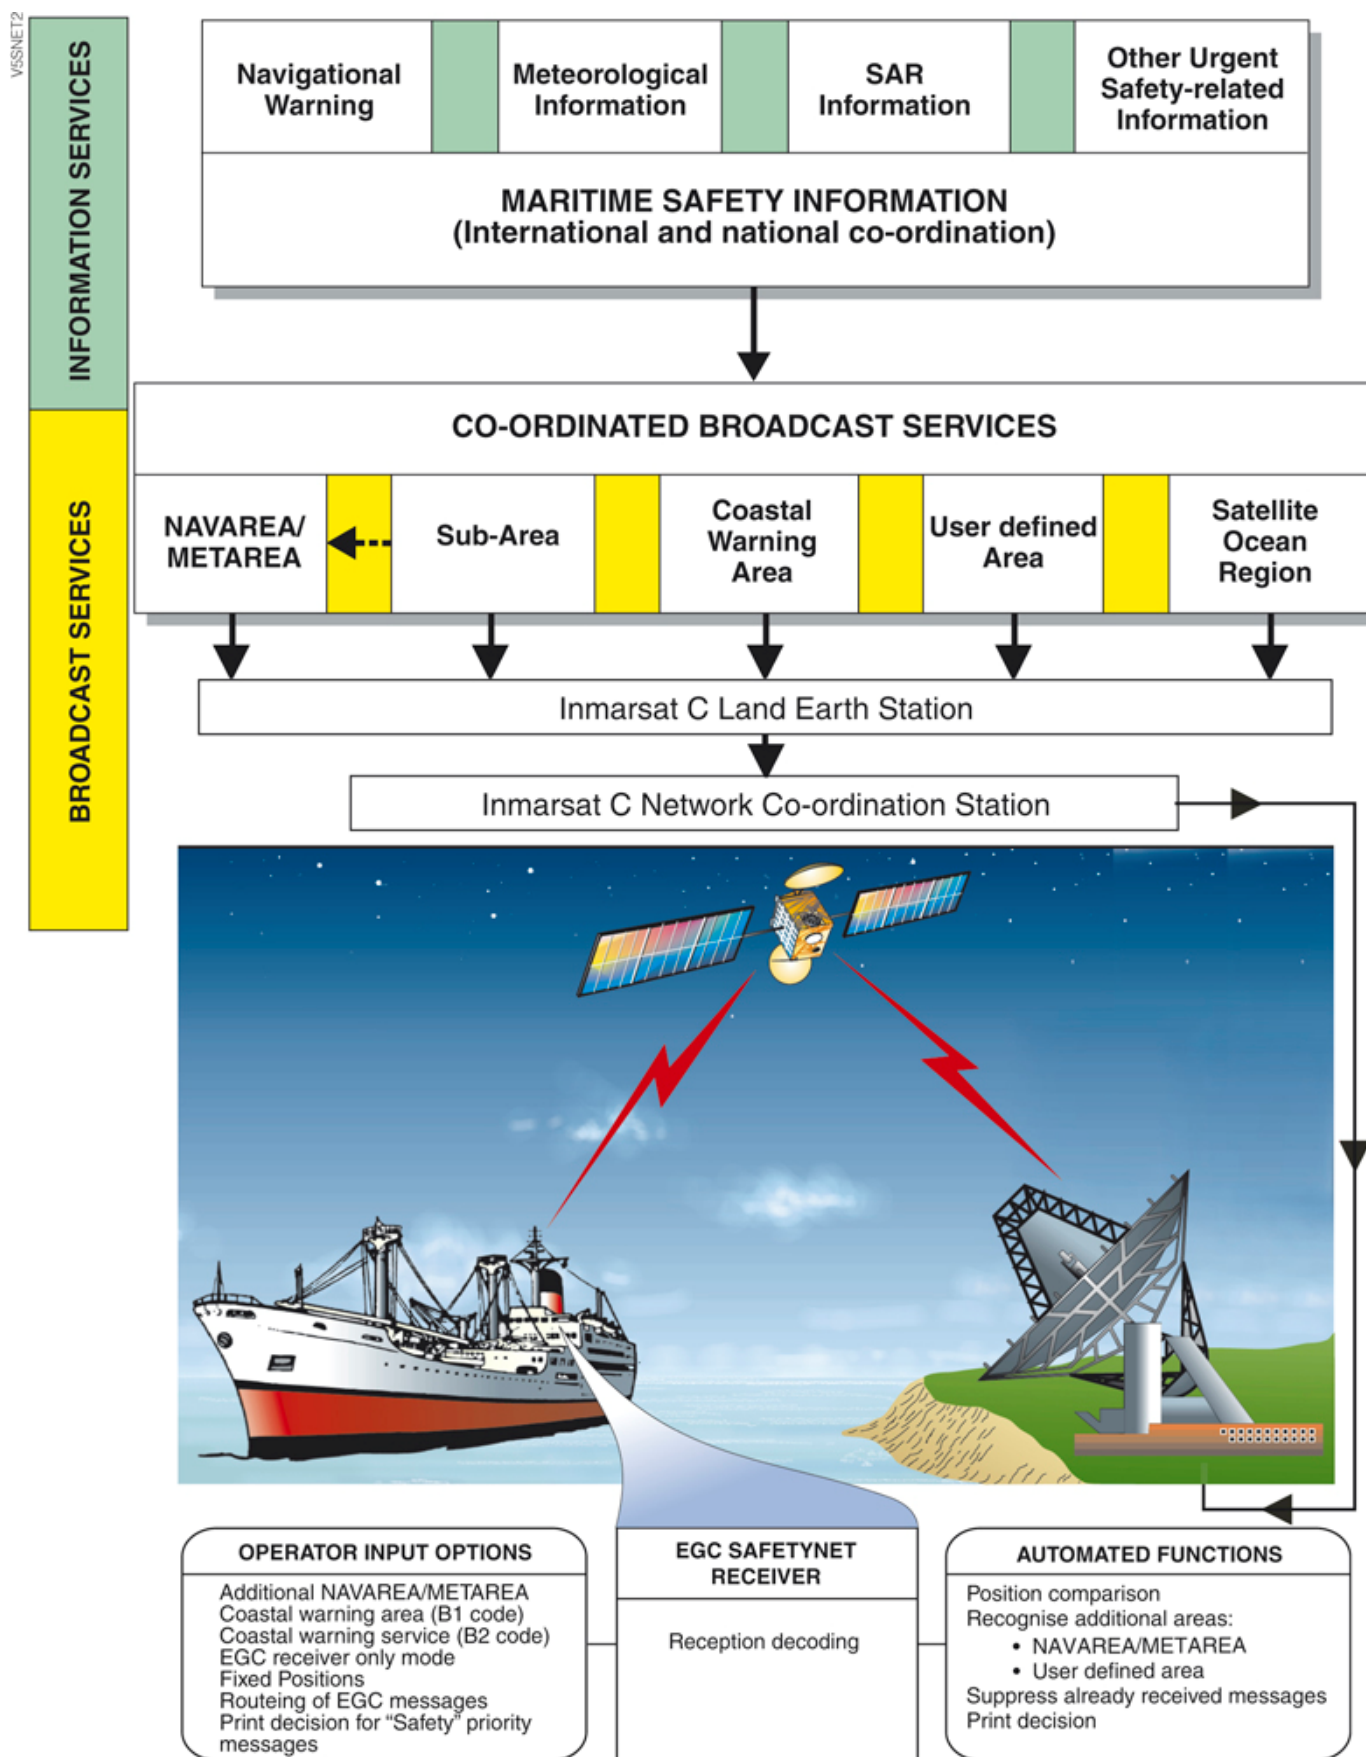 V5SNET2
INFORMATION SERVICES
BROADCAST SERVICES
Navigational
Warning
Meteorological
Information
SAR
Information
Other Urgent
Safety-related
Information
MARITIME SAFETY INFORMATION
(International and national co-ordination)
CO-ORDINATED BROADCAST SERVICES
NAVAREA/
METAREA
Sub-Area
Coastal
Warning
Area
User defined
Area
Satellite
Ocean
Region
Inmarsat C Land Earth Station
Inmarsat C Network Co-ordination Station
OPERATOR INPUT OPTIONS
Additional NAVAREA/METAREA
Coastal warning area (B1 code)
Coastal warning service (B2 code)
EGC receiver only mode
Fixed Positions
Routeing of EGC messages
Print decision for “Safety” priority
messages
EGC SAFETYNET
RECEIVER
Reception decoding
AUTOMATED FUNCTIONS
Position comparison
Recognise additional areas:
• NAVAREA/METAREA
• User defined area
Suppress already received messages
Print decision